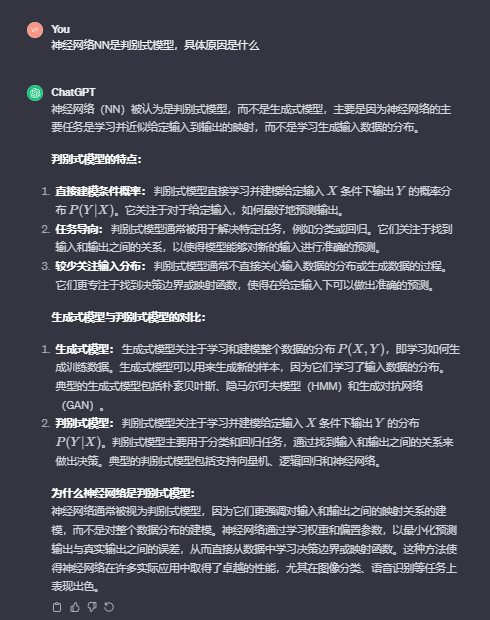 You
神经网络NN是判别式模型，具体原因是什么
ChatGPT
神经网络（NN）被认为是判别式模型，而不是生成式模型，主要是因为神经网络的主
要任务是学习并近似给定输入到输出的映射，而不是学习生成输入数据的分布。
判别式模型的特点：
1. 直接建模条件概率： 判别式模型直接学习并建模给定输入 X 条件下输出 Y 的概率分
布 P(Y|X)。它关注于对于给定输入，如何最好地预测输出。
2. 任务导向： 判别式模型通常被用于解决特定任务，例如分类或回归。它们关注于找到
输入和输出之间的关系，以使得模型能够对新的输入进行准确的预测。
3. 较少关注输入分布： 判别式模型通常不直接关心输入数据的分布或生成数据的过程。
它们更专注于找到决策边界或映射函数，使得在给定输入下可以做出准确的预测。
生成式模型与判别式模型的对比：
1. 生成式模型： 生成式模型关注于学习和建模整个数据的分布 P(X,Y)，即学习如何生
成训练数据。生成式模型可以用来生成新的样本，因为它们学习了输入数据的分布。
典型的生成式模型包括朴素贝叶斯、隐马尔可夫模型（HMM）和生成对抗网络
（GAN）。
2. 判别式模型： 判别式模型关注于学习并建模给定输入 X 条件下输出 Y 的分布
P(Y|X)。判别式模型主要用于分类和回归任务，通过找到输入和输出之间的关系来
做出决策。典型的判别式模型包括支持向量机、逻辑回归和神经网络。
为什么神经网络是判别式模型：
神经网络通常被视为判别式模型，因为它们更强调对输入和输出之间的映射关系的建
模，而不是对整个数据分布的建模。神经网络通过学习权重和偏置参数，以最小化预测
输出与真实输出之间的误差，从而直接从数据中学习决策边界或映射函数。这种方法使
得神经网络在许多实际应用中取得了卓越的性能，尤其在图像分类、语音识别等任务上
表现出色。